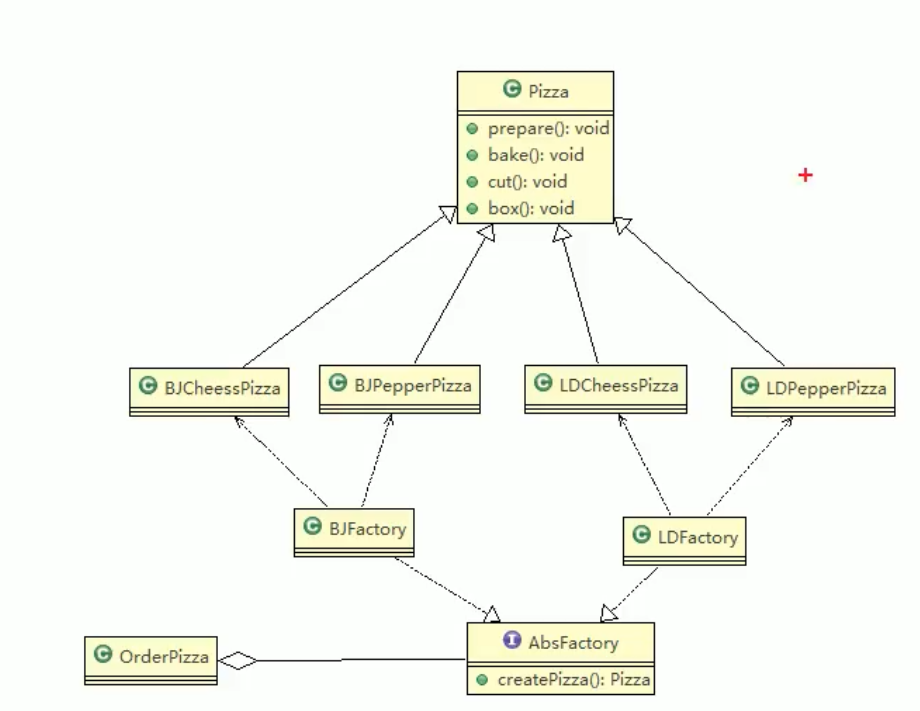 C Pizza
prepare(): void
bake(): void
cut(): void
box(): void
C BJCheessPizza
C BJPepperPizza
C LDCheessPizza
C LDPepperPizza
C BJFactory
C LDFactory
C OrderPizza
I AbsFactory
createPizza(): Pizza